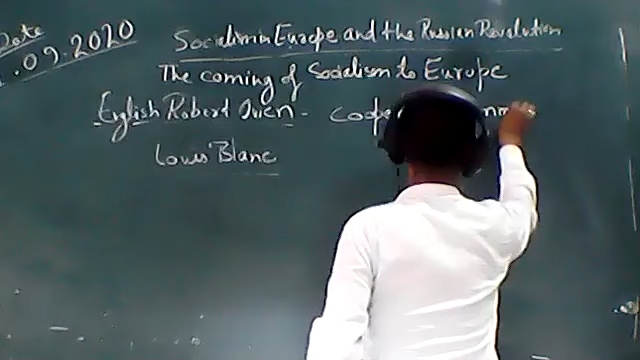 Date
.09.2020
Socialism in Europe and the Russian Revolution
The coming of Socialism to Europe
English Robert Owen - coope
Louis Blanc